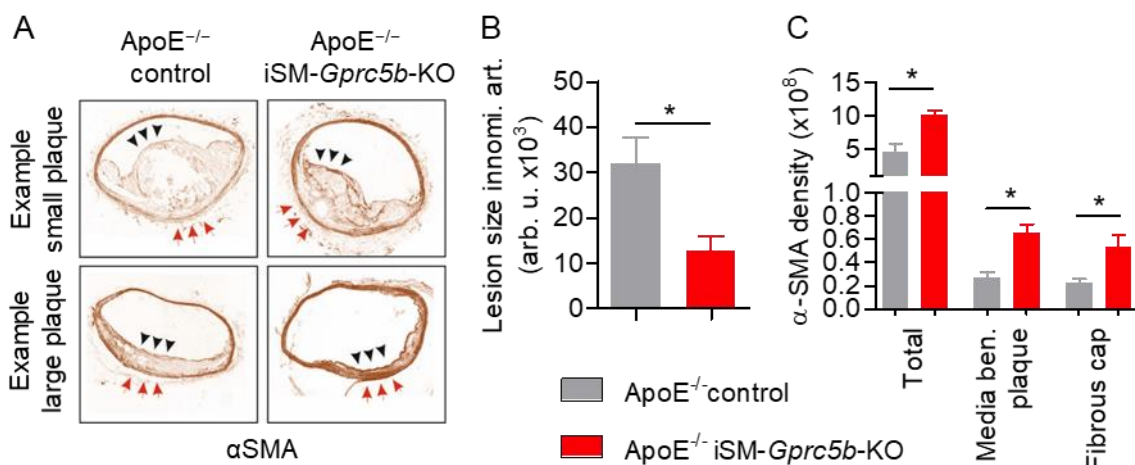 A
ApoE⁻/⁻
control
ApoE⁻/⁻
iSM-Gprc5b-KO
Example
small plaque
Example
large plaque
αSMA
B
Lesion size innomi. art.
(arb. u. x10³)
50
40
30
20
10
0
*
C
α-SMA density (x10⁸)
15
10
5
1.0
0.8
0.6
0.4
0.2
0.0
*
*
*
Total
Media ben.
plaque
Fibrous cap
ApoE⁻/⁻control
ApoE⁻/⁻ iSM-Gprc5b-KO